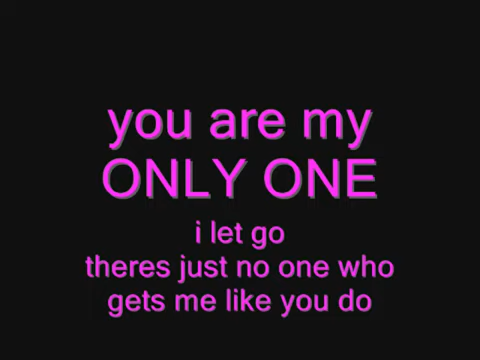 you are my
ONLY ONE
i let go
theres just no one who
gets me like you do